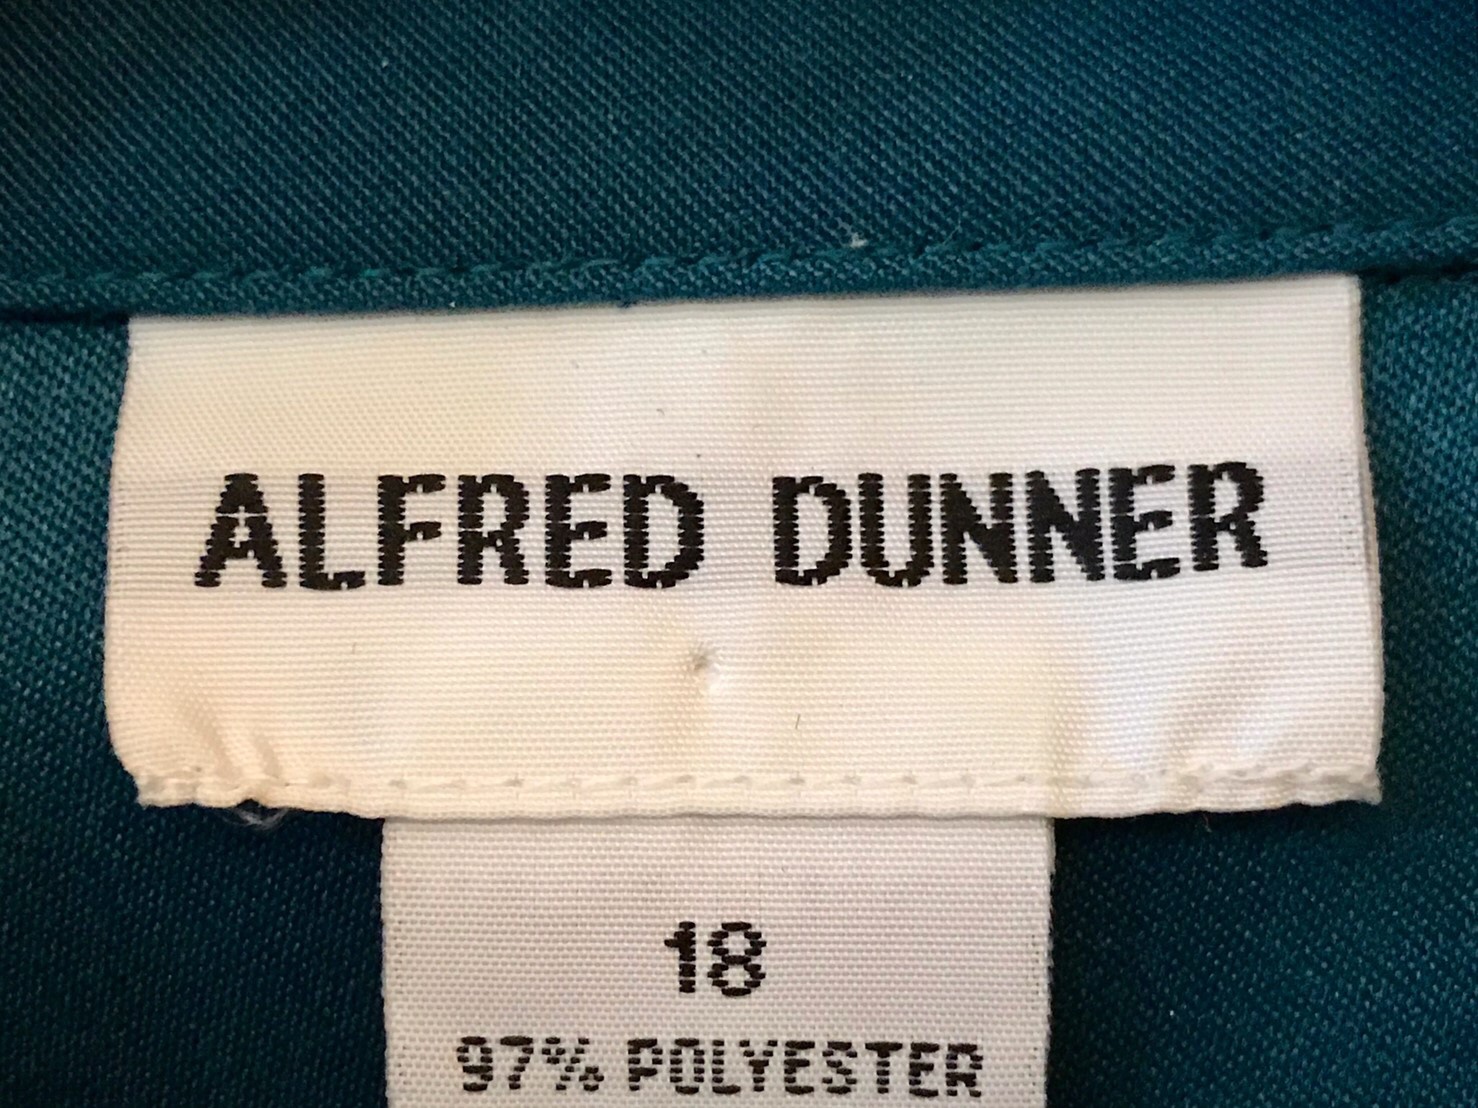 ALFRED DUNNER
18
97% POLYESTER